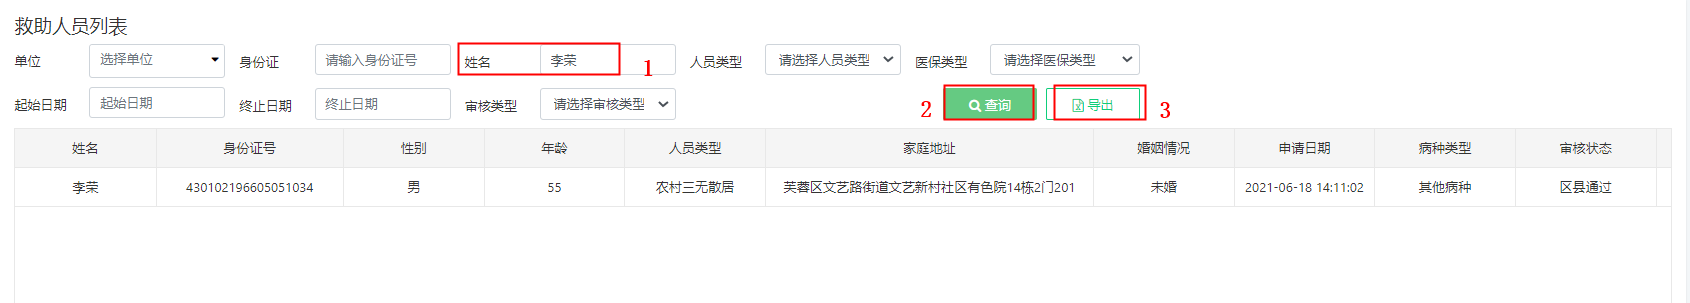 救助人员列表
单位 选择单位 身份证 请输入身份证号 姓名 李荣 1 人员类型 请选择人员类型 医保类型 请选择医保类型
起始日期 起始日期 终止日期 终止日期 审核类型 请选择审核类型 2 查询 导出 3
姓名 身份证号 性别 年龄 人员类型 家庭地址 婚姻情况 申请日期 病种类型 审核状态
李荣 430102196605051034 男 55 农村三无散居 芙蓉区文艺路街道文艺新村社区有色院14栋2门201 未婚 2021-06-18 14:11:02 其他病种 区县通过